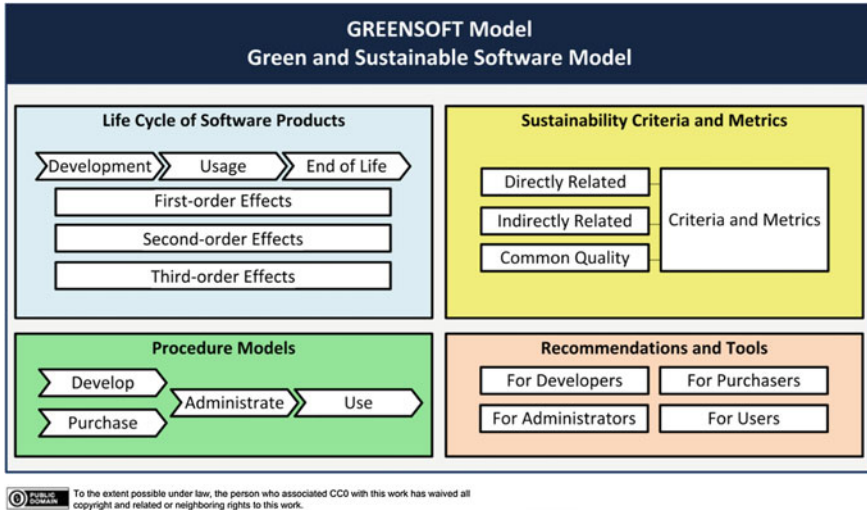 GREENSOFT Model
Green and Sustainable Software Model
Life Cycle of Software Products
Development
Usage
End of Life
First-order Effects
Second-order Effects
Third-order Effects
Sustainability Criteria and Metrics
Directly Related
Indirectly Related
Common Quality
Criteria and Metrics
Procedure Models
Develop
Purchase
Administrate
Use
Recommendations and Tools
For Developers
For Purchasers
For Administrators
For Users
PUBLIC
DOMAIN
To the extent possible under law, the person who associated CC0 with this work has waived all
copyright and related or neighboring rights to this work.